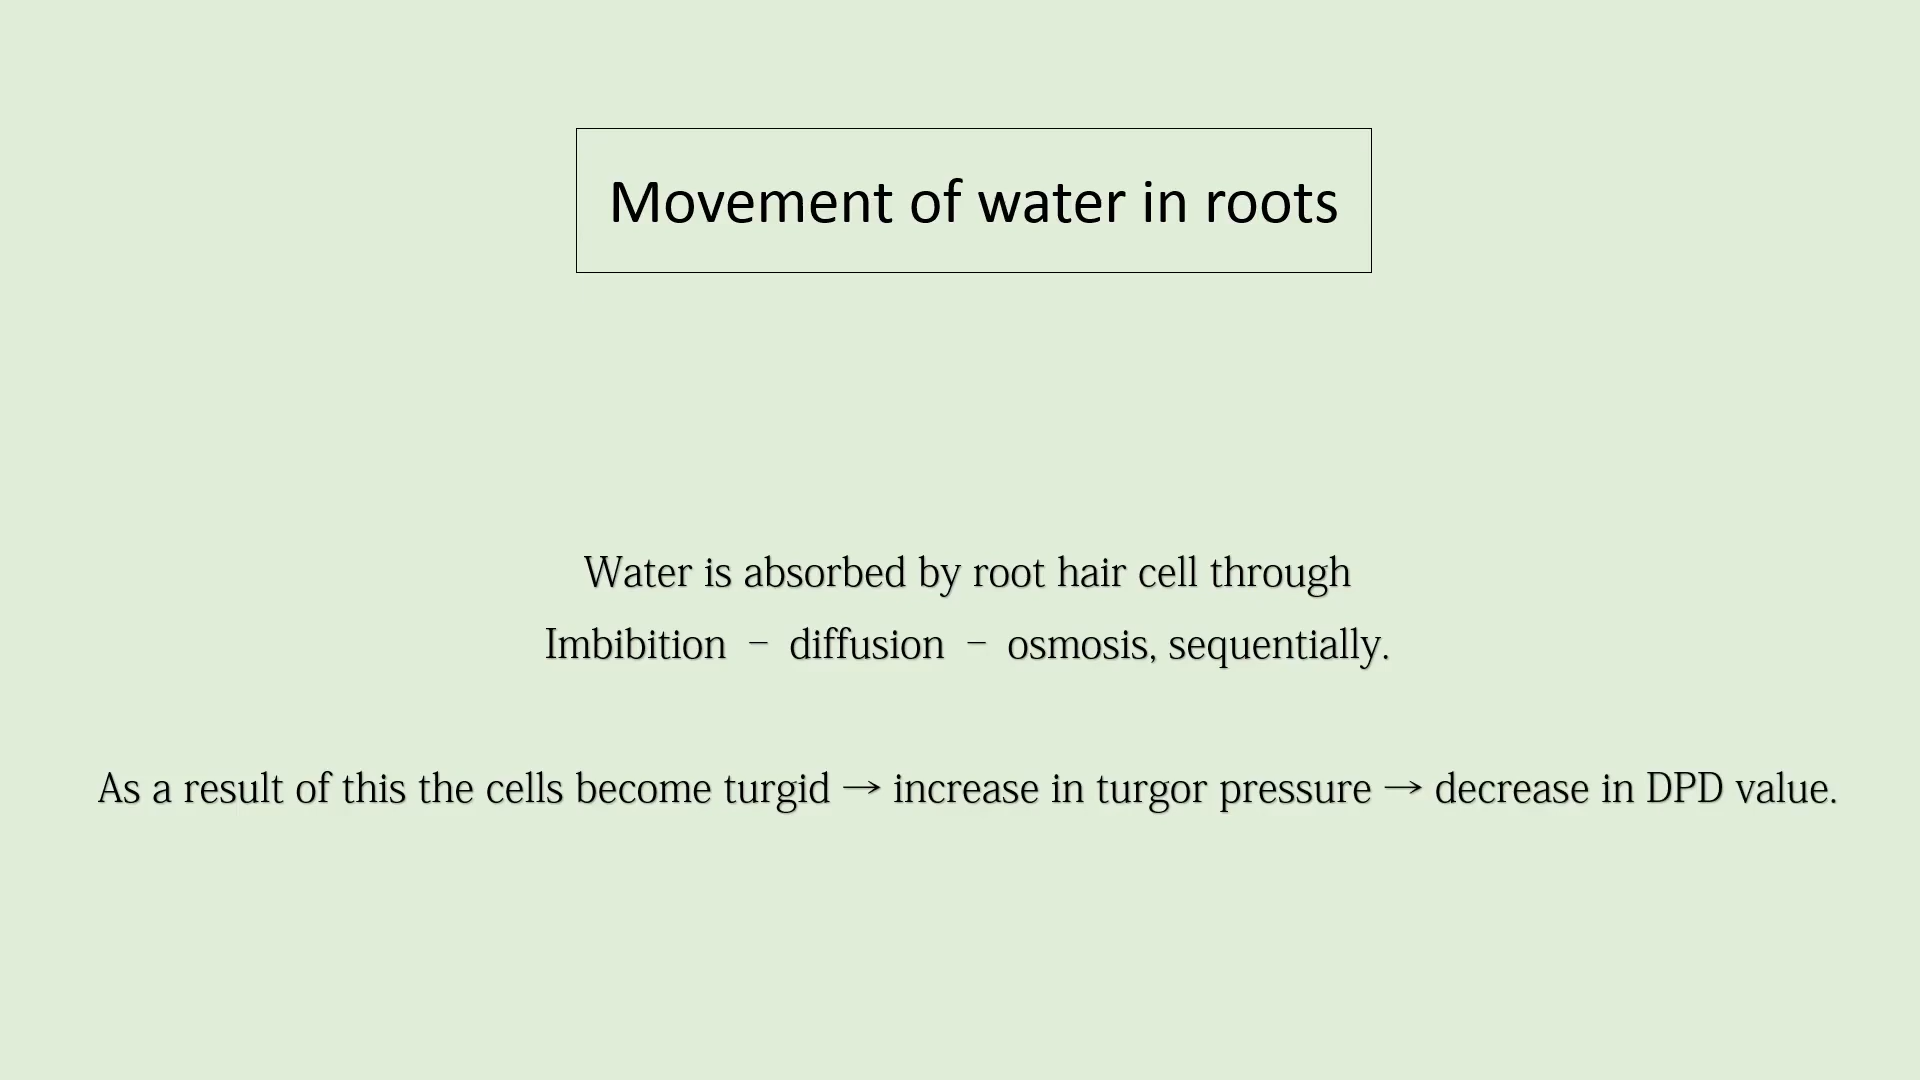 Movement of water in roots
Water is absorbed by root hair cell through
Imbibition – diffusion – osmosis, sequentially.
As a result of this the cells become turgid → increase in turgor pressure → decrease in DPD value.